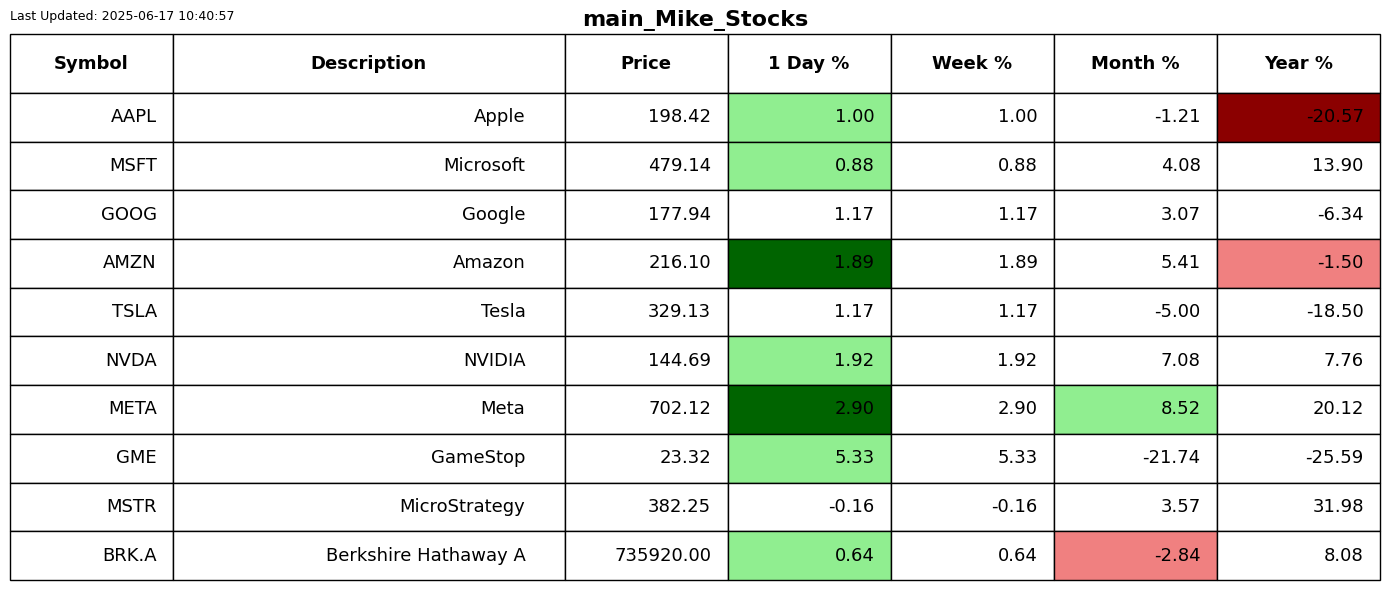 Last Updated: 2025-06-17 10:40:57
main_Mike_Stocks
Symbol Description Price 1 Day % Week % Month % Year %
AAPL Apple 198.42 1.00 1.00 -1.21 -20.57
MSFT Microsoft 479.14 0.88 0.88 4.08 13.90
GOOG Google 177.94 1.17 1.17 3.07 -6.34
AMZN Amazon 216.10 1.89 1.89 5.41 -1.50
TSLA Tesla 329.13 1.17 1.17 -5.00 -18.50
NVDA NVIDIA 144.69 1.92 1.92 7.08 7.76
META Meta 702.12 2.90 2.90 8.52 20.12
GME GameStop 23.32 5.33 5.33 -21.74 -25.59
MSTR MicroStrategy 382.25 -0.16 -0.16 3.57 31.98
BRK.A Berkshire Hathaway A 735920.00 0.64 0.64 -2.84 8.08